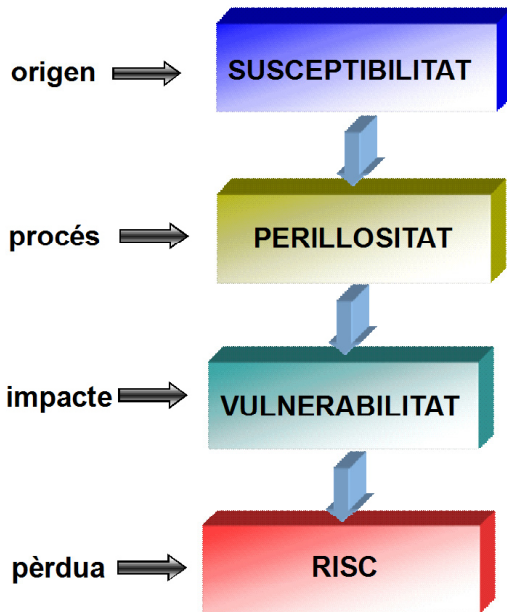 origen SUSCEPTIBILITAT
procés PERILLOSITAT
impacte VULNERABILITAT
pèrdua RISC